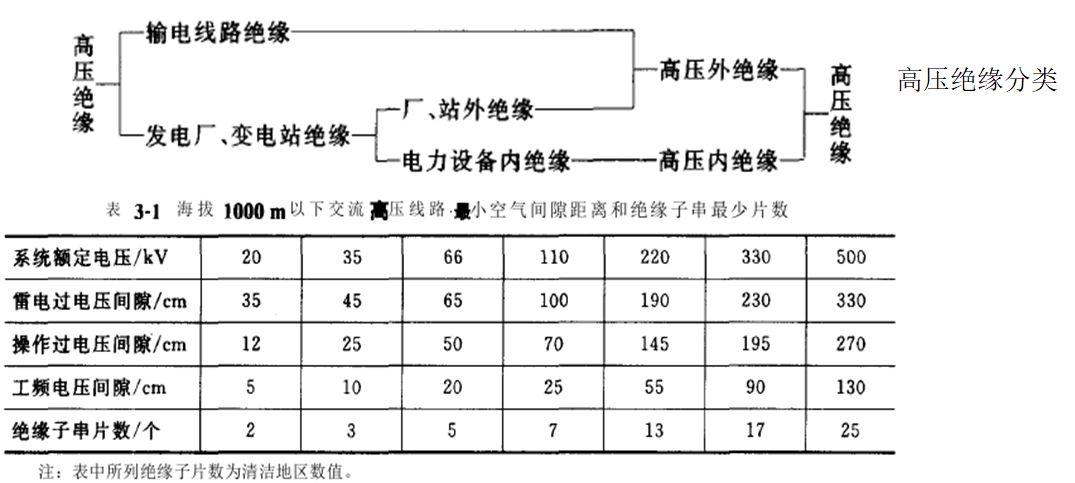 高压绝缘
输电线路绝缘
发电厂、变电站绝缘
厂、站外绝缘
电力设备内绝缘
高压外绝缘
高压内绝缘
高压绝缘
高压绝缘分类
表 3-1 海拔 1000 m 以下交流高压线路最小空气间隙距离和绝缘子串最少片数
系统额定电压/kV 20 35 66 110 220 330 500
雷电过电压间隙/cm 35 45 65 100 190 230 330
操作过电压间隙/cm 12 25 50 70 145 195 270
工频电压间隙/cm 5 10 20 25 55 90 130
绝缘子串片数/个 2 3 5 7 13 17 25
注：表中所列绝缘子片数为清洁地区数值。